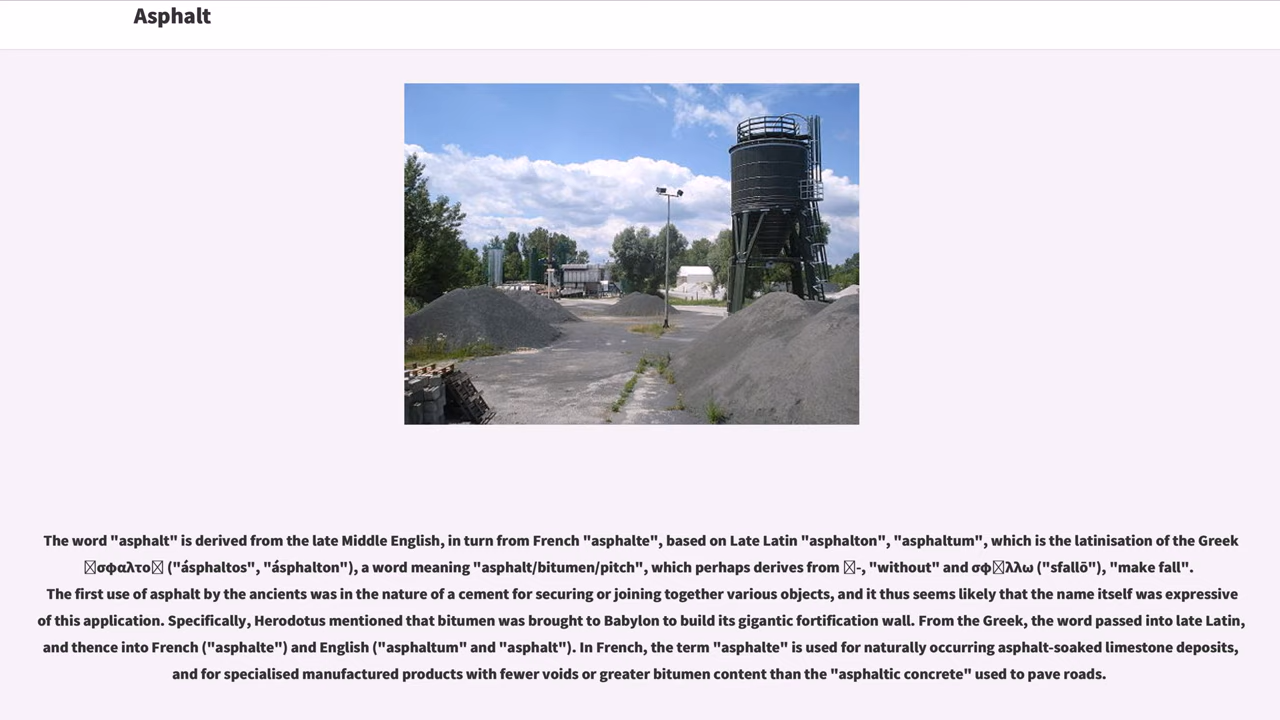 Asphalt
The word "asphalt" is derived from the late Middle English, in turn from French "asphalte", based on Late Latin "asphalton", "asphaltum", which is the latinisation of the Greek
□σφαλτο□ ("ásphaltos", "ásphalton"), a word meaning "asphalt/bitumen/pitch", which perhaps derives from □-, "without" and σφ□λλω ("sfallō"), "make fall".
The first use of asphalt by the ancients was in the nature of a cement for securing or joining together various objects, and it thus seems likely that the name itself was expressive
of this application. Specifically, Herodotus mentioned that bitumen was brought to Babylon to build its gigantic fortification wall. From the Greek, the word passed into late Latin,
and thence into French ("asphalte") and English ("asphaltum" and "asphalt"). In French, the term "asphalte" is used for naturally occurring asphalt-soaked limestone deposits,
and for specialised manufactured products with fewer voids or greater bitumen content than the "asphaltic concrete" used to pave roads.